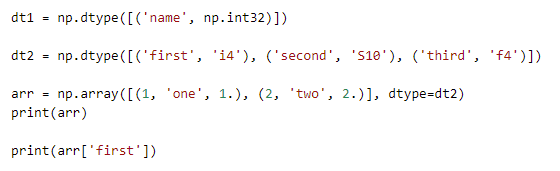 dt1 = np.dtype([('name', np.int32)])
dt2 = np.dtype([('first', 'i4'), ('second', 'S10'), ('third', 'f4')])
arr = np.array([(1, 'one', 1.), (2, 'two', 2.)], dtype=dt2)
print(arr)
print(arr['first'])